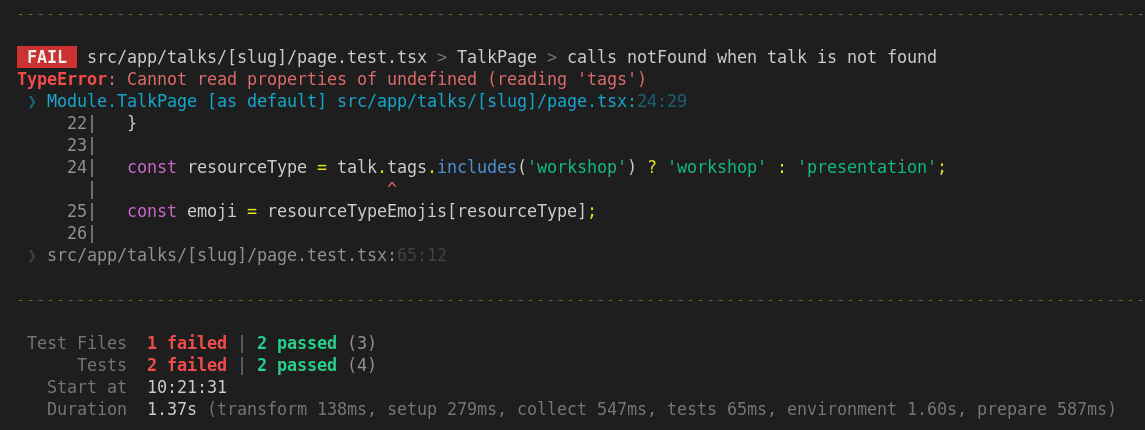 FAIL src/app/talks/[slug]/page.test.tsx > TalkPage > calls notFound when talk is not found
TypeError: Cannot read properties of undefined (reading 'tags')
❯ Module.TalkPage [as default] src/app/talks/[slug]/page.tsx:24:29
22|   }
23|
24|   const resourceType = talk.tags.includes('workshop') ? 'workshop' : 'presentation';
|                             ^
25|   const emoji = resourceTypeEmojis[resourceType];
26|
❯ src/app/talks/[slug]/page.test.tsx:65:12
Test Files  1 failed | 2 passed (3)
Tests  2 failed | 2 passed (4)
Start at  10:21:31
Duration  1.37s (transform 138ms, setup 279ms, collect 547ms, tests 65ms, environment 1.60s, prepare 587ms)